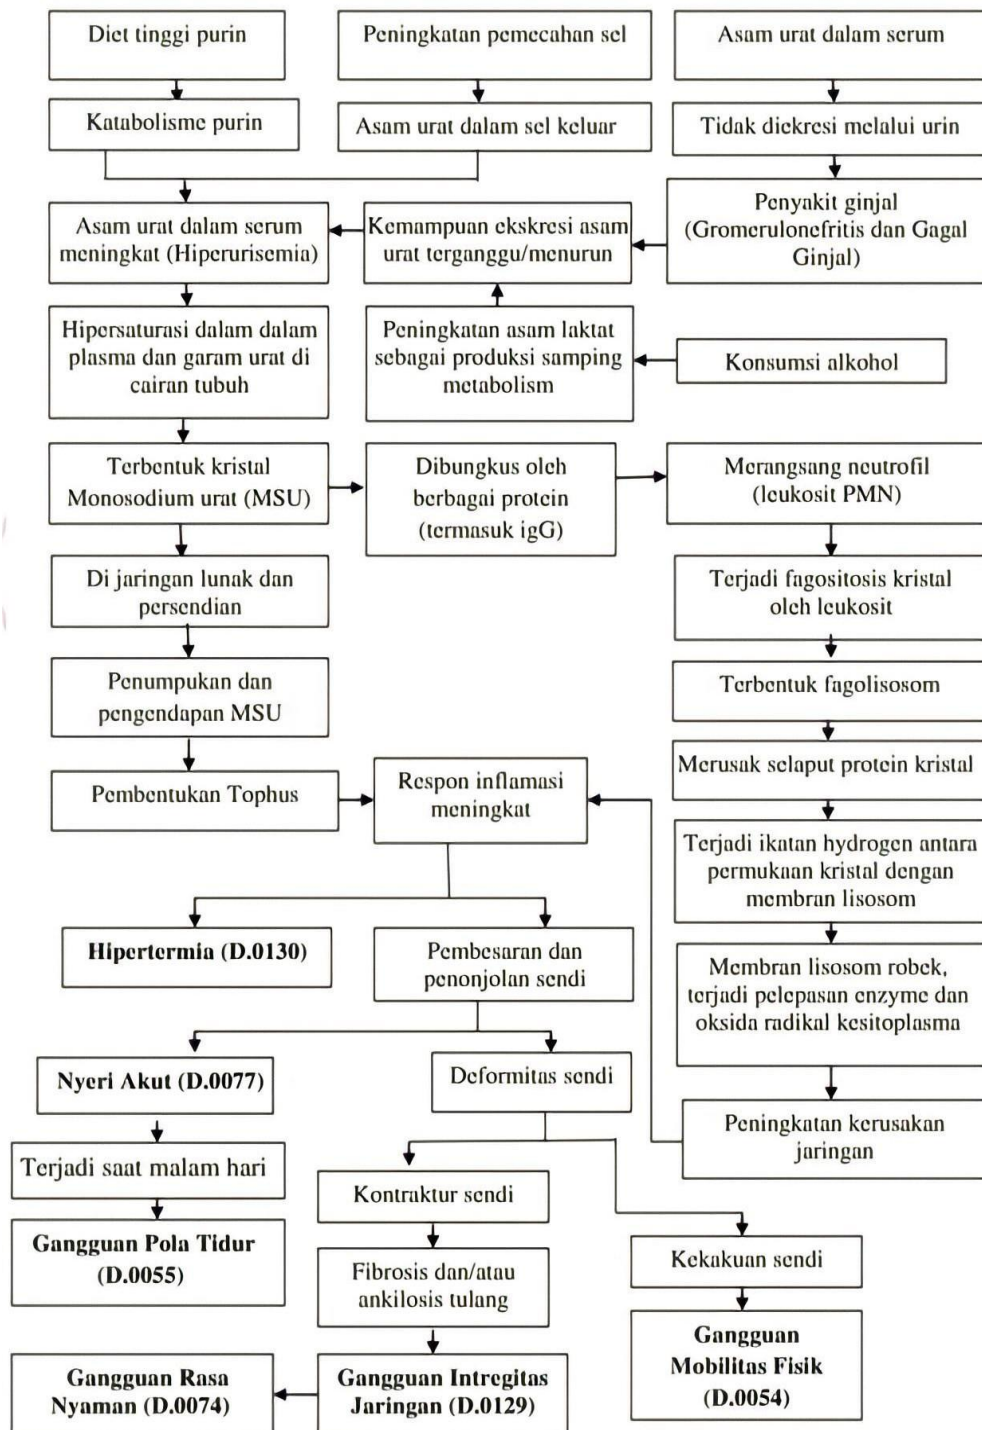 Diet tinggi purin
Peningkatan pemecahan sel
Asam urat dalam serum
Katabolisme purin
Asam urat dalam sel keluar
Tidak diekresi melalui urin
Asam urat dalam serum
meningkat (Hiperurisemia)
Kemampuan ekskresi asam
urat terganggu/menurun
Penyakit ginjal
(Gromerulonefritis dan Gagal
Ginjal)
Hipersaturasi dalam dalam
plasma dan garam urat di
cairan tubuh
Peningkatan asam laktat
sebagai produksi samping
metabolism
Konsumsi alkohol
Terbentuk kristal
Monosodium urat (MSU)
Dibungkus oleh
berbagai protein
(termasuk igG)
Merangsang neutrofil
(leukosit PMN)
Di jaringan lunak dan
persendian
Terjadi fagositosis kristal
oleh leukosit
Penumpukan dan
pengendapan MSU
Terbentuk fagolisosom
Pembentukan Tophus
Respon inflamasi
meningkat
Merusak selaput protein kristal
Terjadi ikatan hydrogen antara
permukaan kristal dengan
membran lisosom
Hipertermia (D.0130)
Pembesaran dan
penonjolan sendi
Membran lisosom robek,
terjadi pelepasan enzyme dan
oksida radikal kesitoplasma
Nyeri Akut (D.0077)
Deformitas sendi
Peningkatan kerusakan
jaringan
Terjadi saat malam hari
Kontraktur sendi
Gangguan Pola Tidur
(D.0055)
Fibrosis dan/atau
ankilosis tulang
Kekakuan sendi
Gangguan Rasa
Nyaman (D.0074)
Gangguan Intregitas
Jaringan (D.0129)
Gangguan
Mobilitas Fisik
(D.0054)